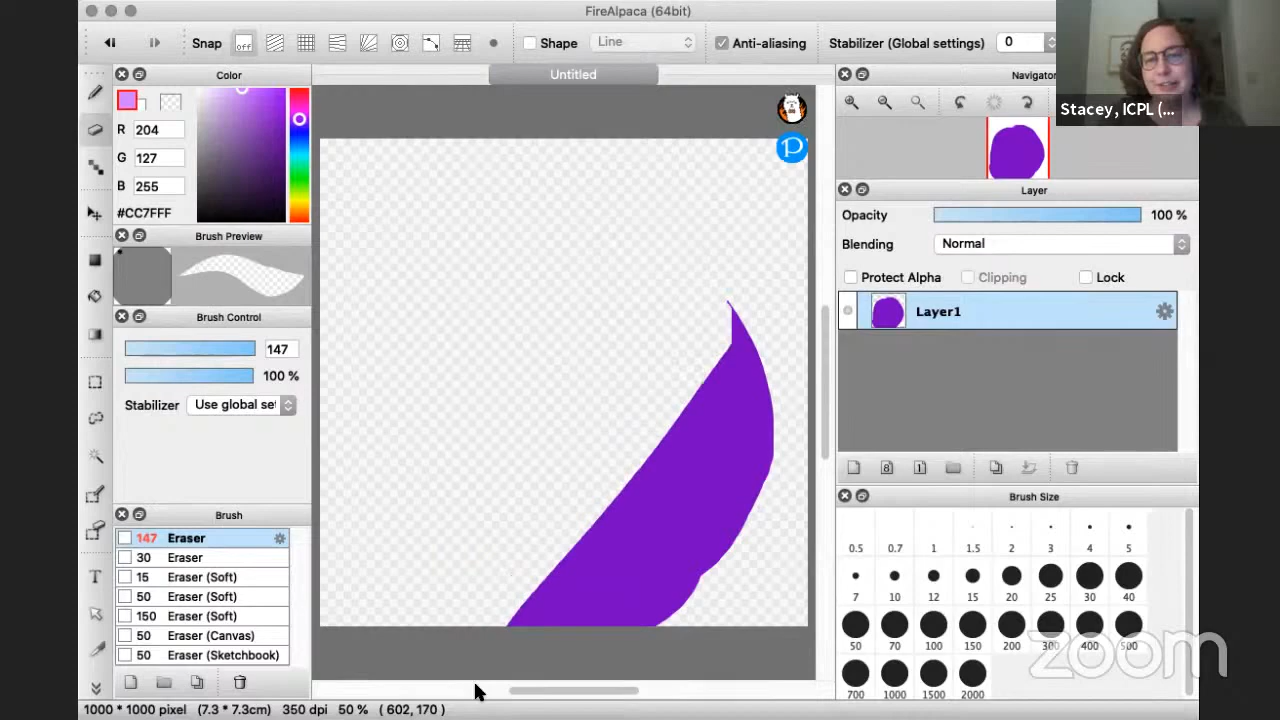 FireAlpaca (64bit)
Snap off Shape Line Anti-aliasing Stabilizer (Global settings) 0
Stacey, ICPL (...
Color
Untitled
R 204
G 127
B 255
#CC7FFF
Brush Preview
Brush Control
147
100 %
Stabilizer Use global set
Brush
147 Eraser
30 Eraser
15 Eraser (Soft)
50 Eraser (Soft)
150 Eraser (Soft)
50 Eraser (Canvas)
50 Eraser (Sketchbook)
T
P
Layer
Opacity 100 %
Blending Normal
Protect Alpha Clipping Lock
Layer1
8 1
Brush Size
0.5 0.7 1 1.5 2 3 4 5
7 10 12 15 20 25 30 40
50 70 100 150 200 300 400 500
700 1000 1500 2000
zoom
1000 * 1000 pixel (7.3 * 7.3cm) 350 dpi 50 % ( 602, 170 )